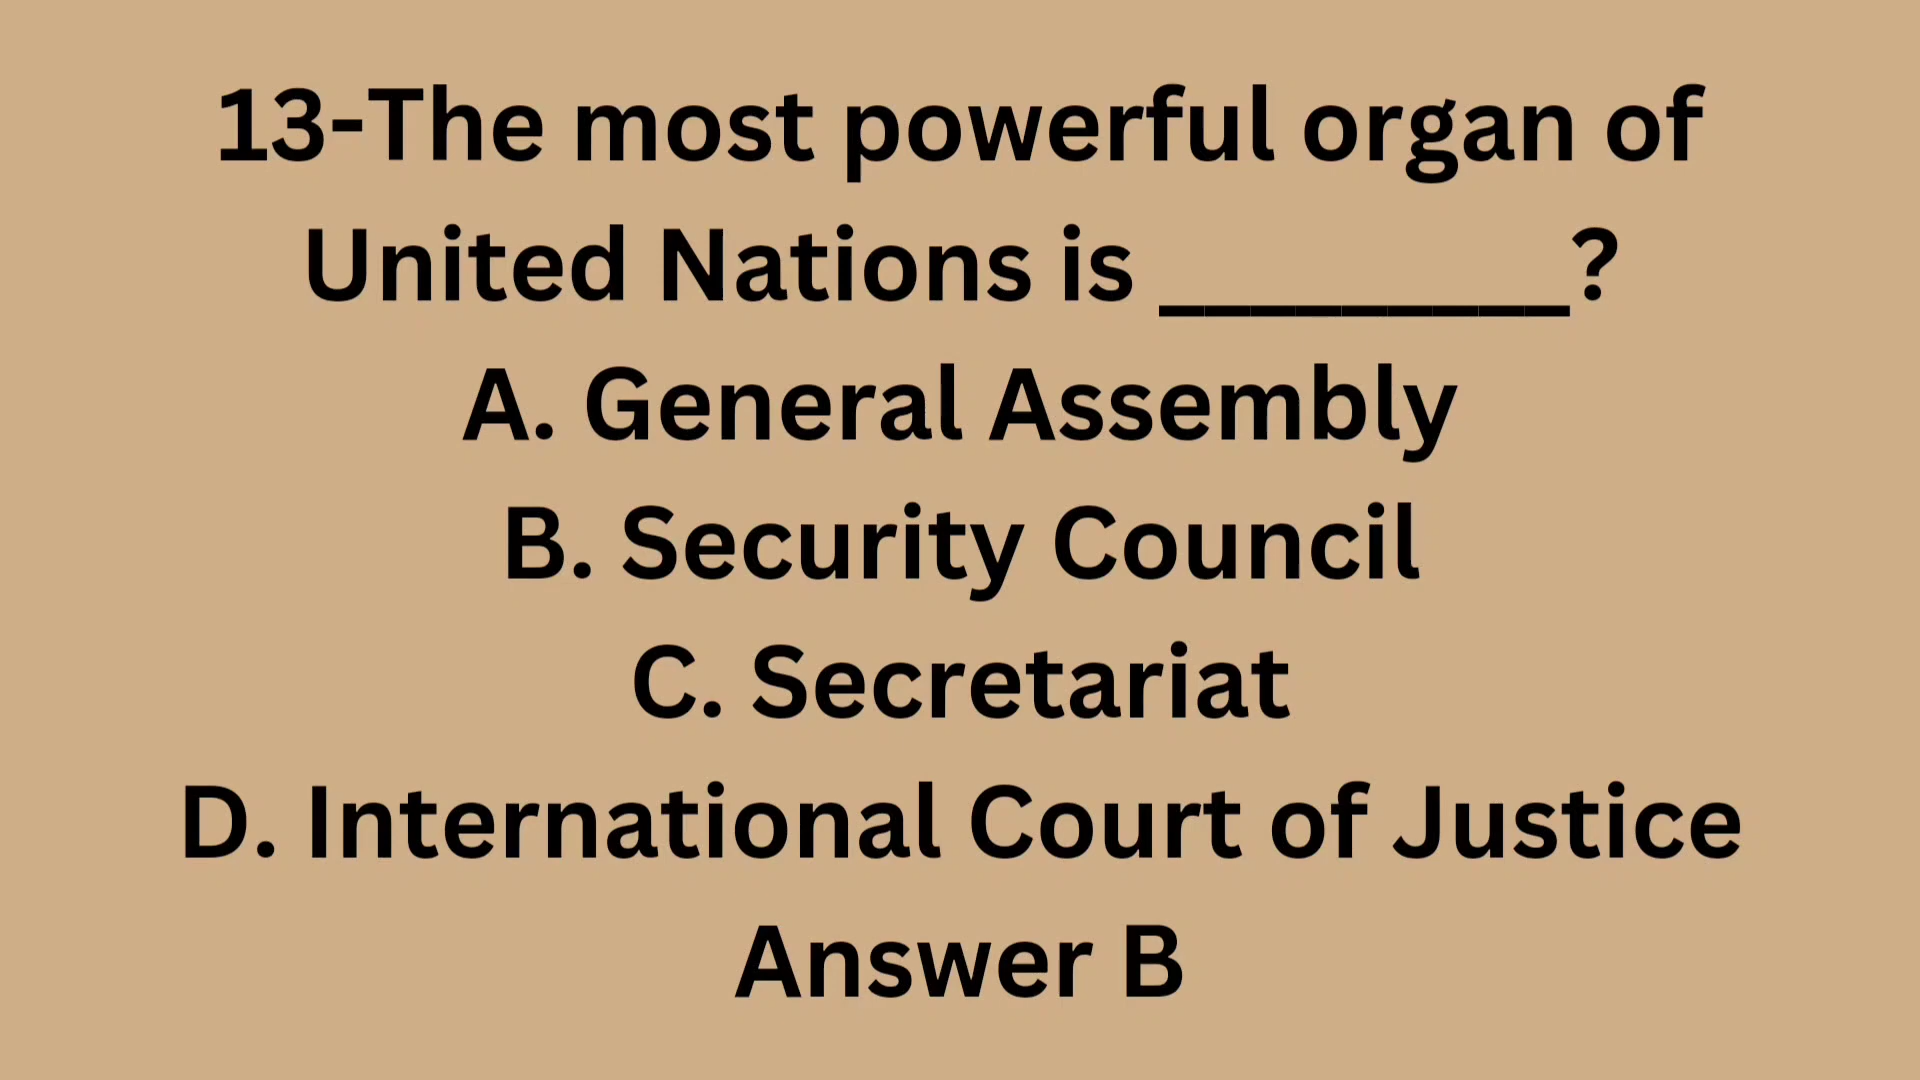 13-The most powerful organ of
United Nations is _________?
A. General Assembly
B. Security Council
C. Secretariat
D. International Court of Justice
Answer B